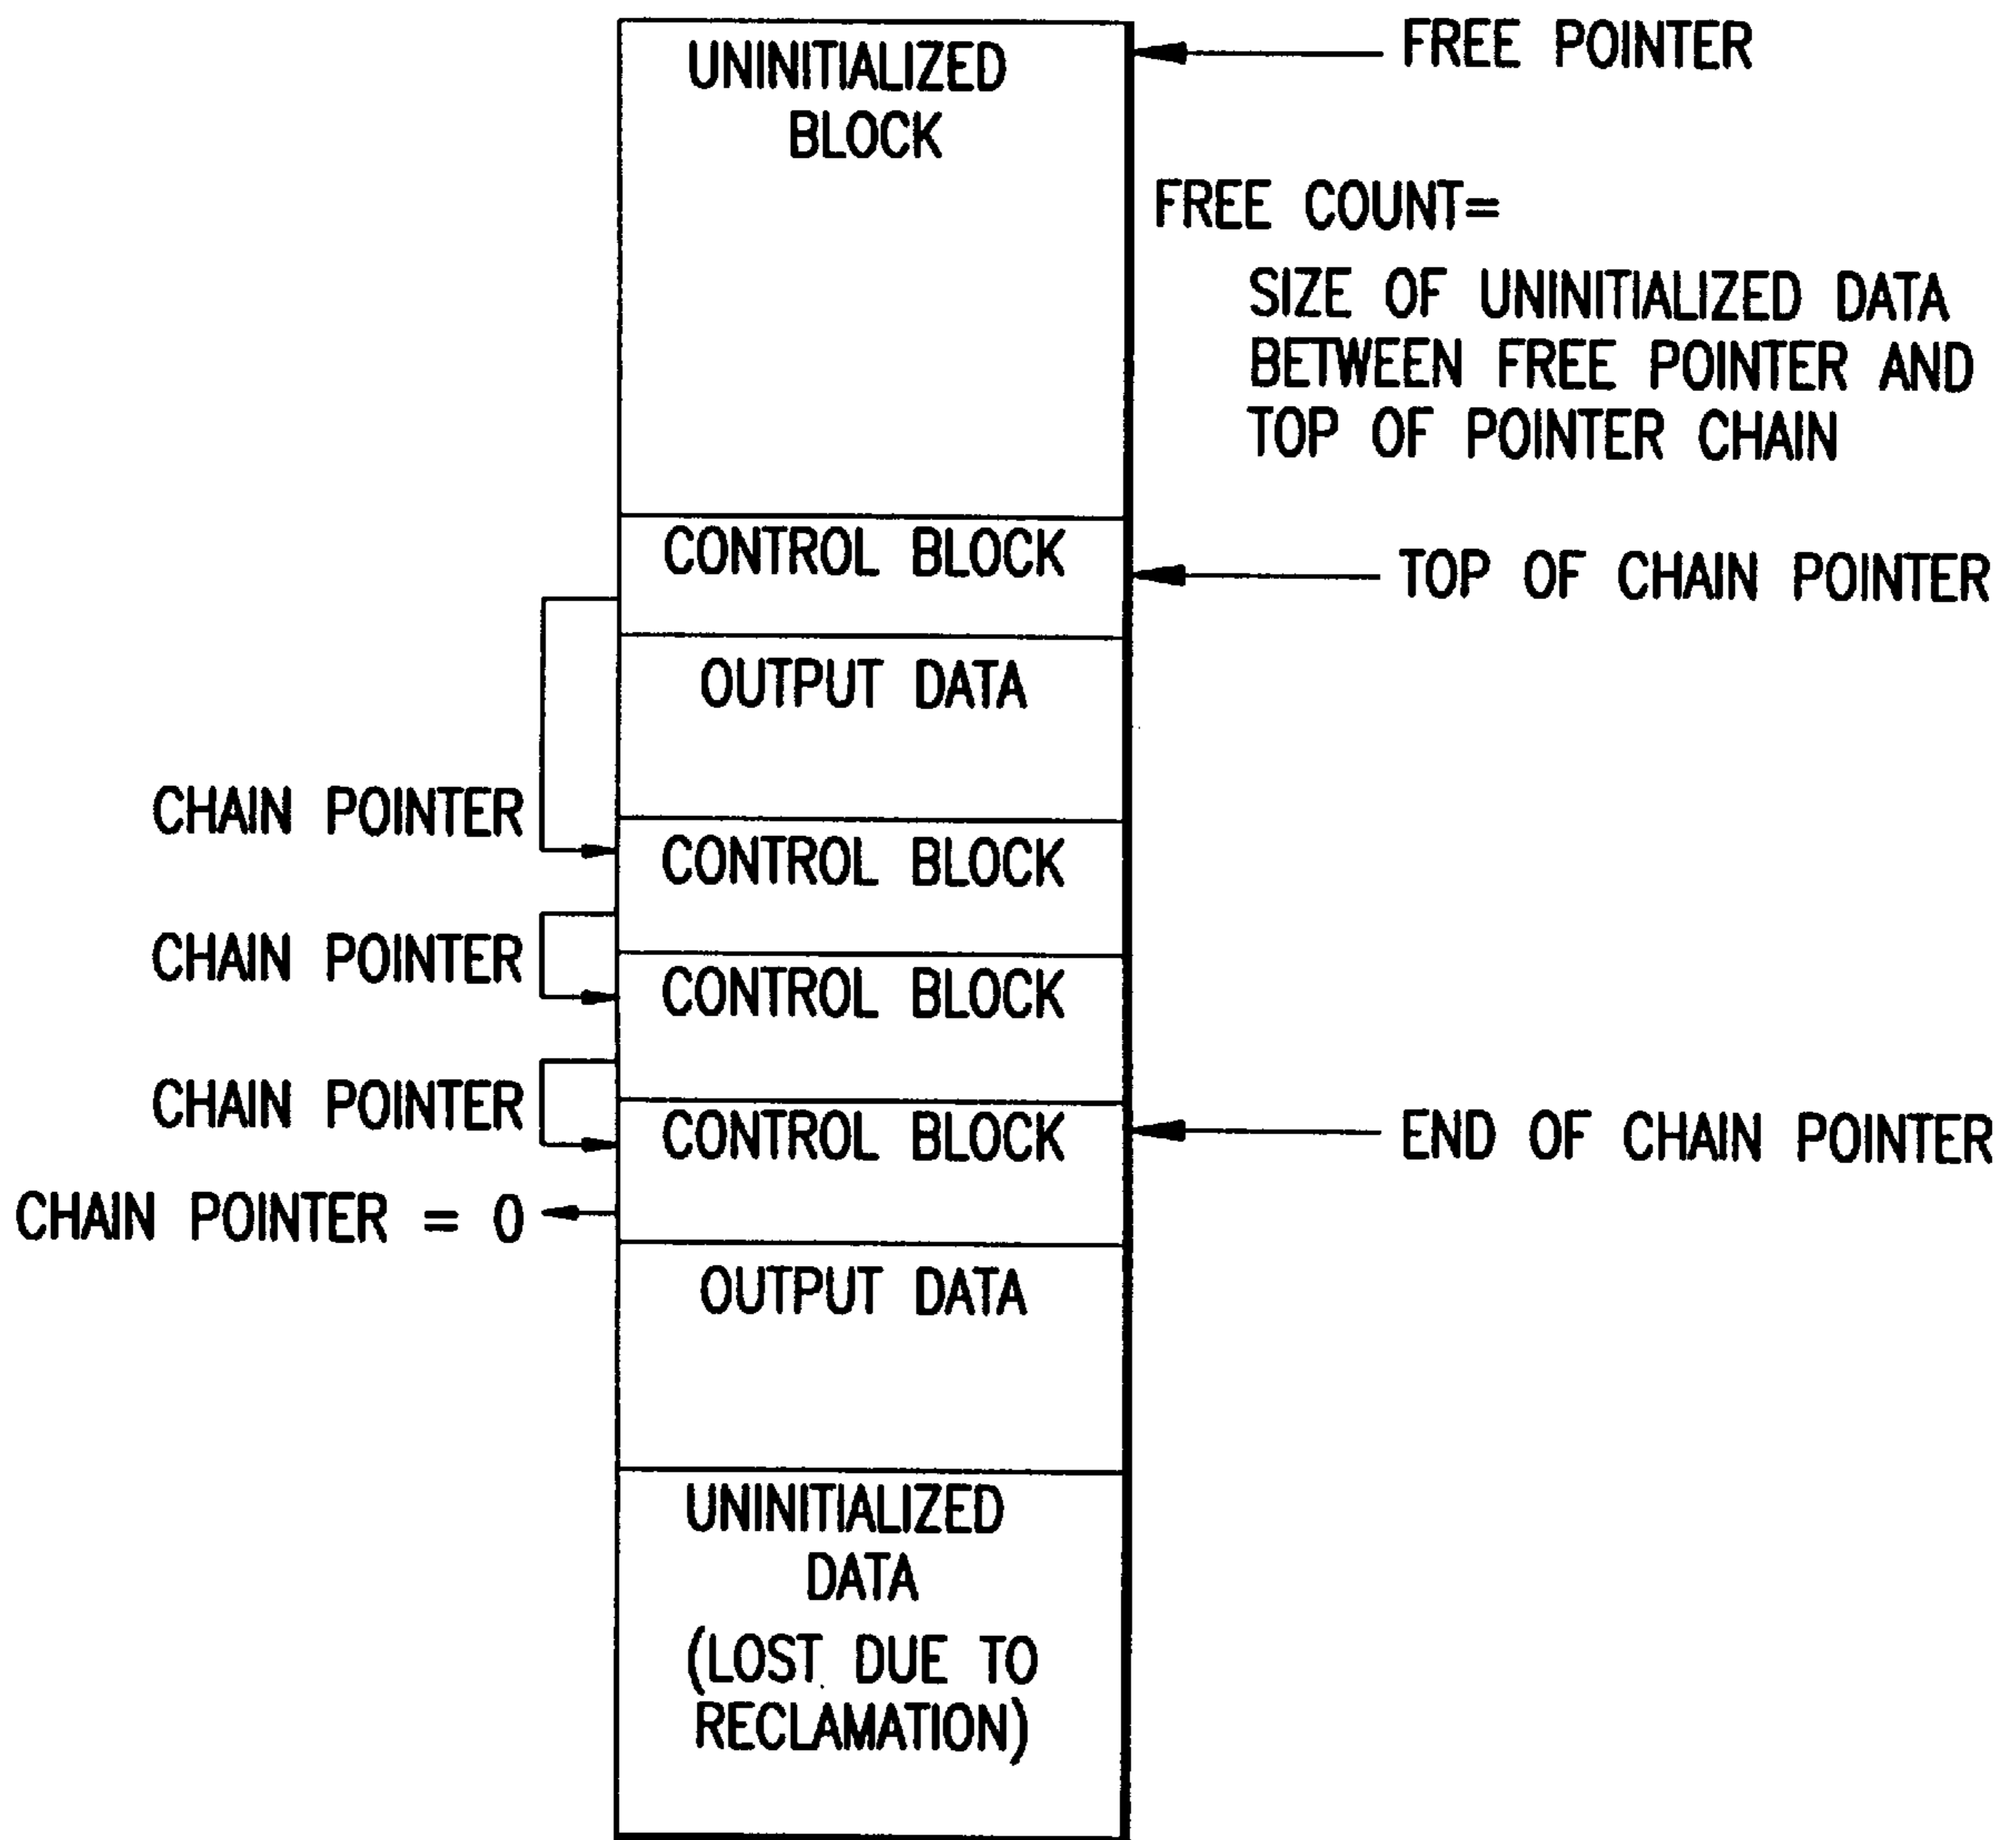 UNINITIALIZED
BLOCK
FREE POINTER
FREE COUNT=
SIZE OF UNINITIALIZED DATA
BETWEEN FREE POINTER AND
TOP OF POINTER CHAIN
CONTROL BLOCK
TOP OF CHAIN POINTER
OUTPUT DATA
CHAIN POINTER
CONTROL BLOCK
CHAIN POINTER
CONTROL BLOCK
CHAIN POINTER
CONTROL BLOCK
END OF CHAIN POINTER
CHAIN POINTER = 0
OUTPUT DATA
UNINITIALIZED
DATA
(LOST DUE TO
RECLAMATION)